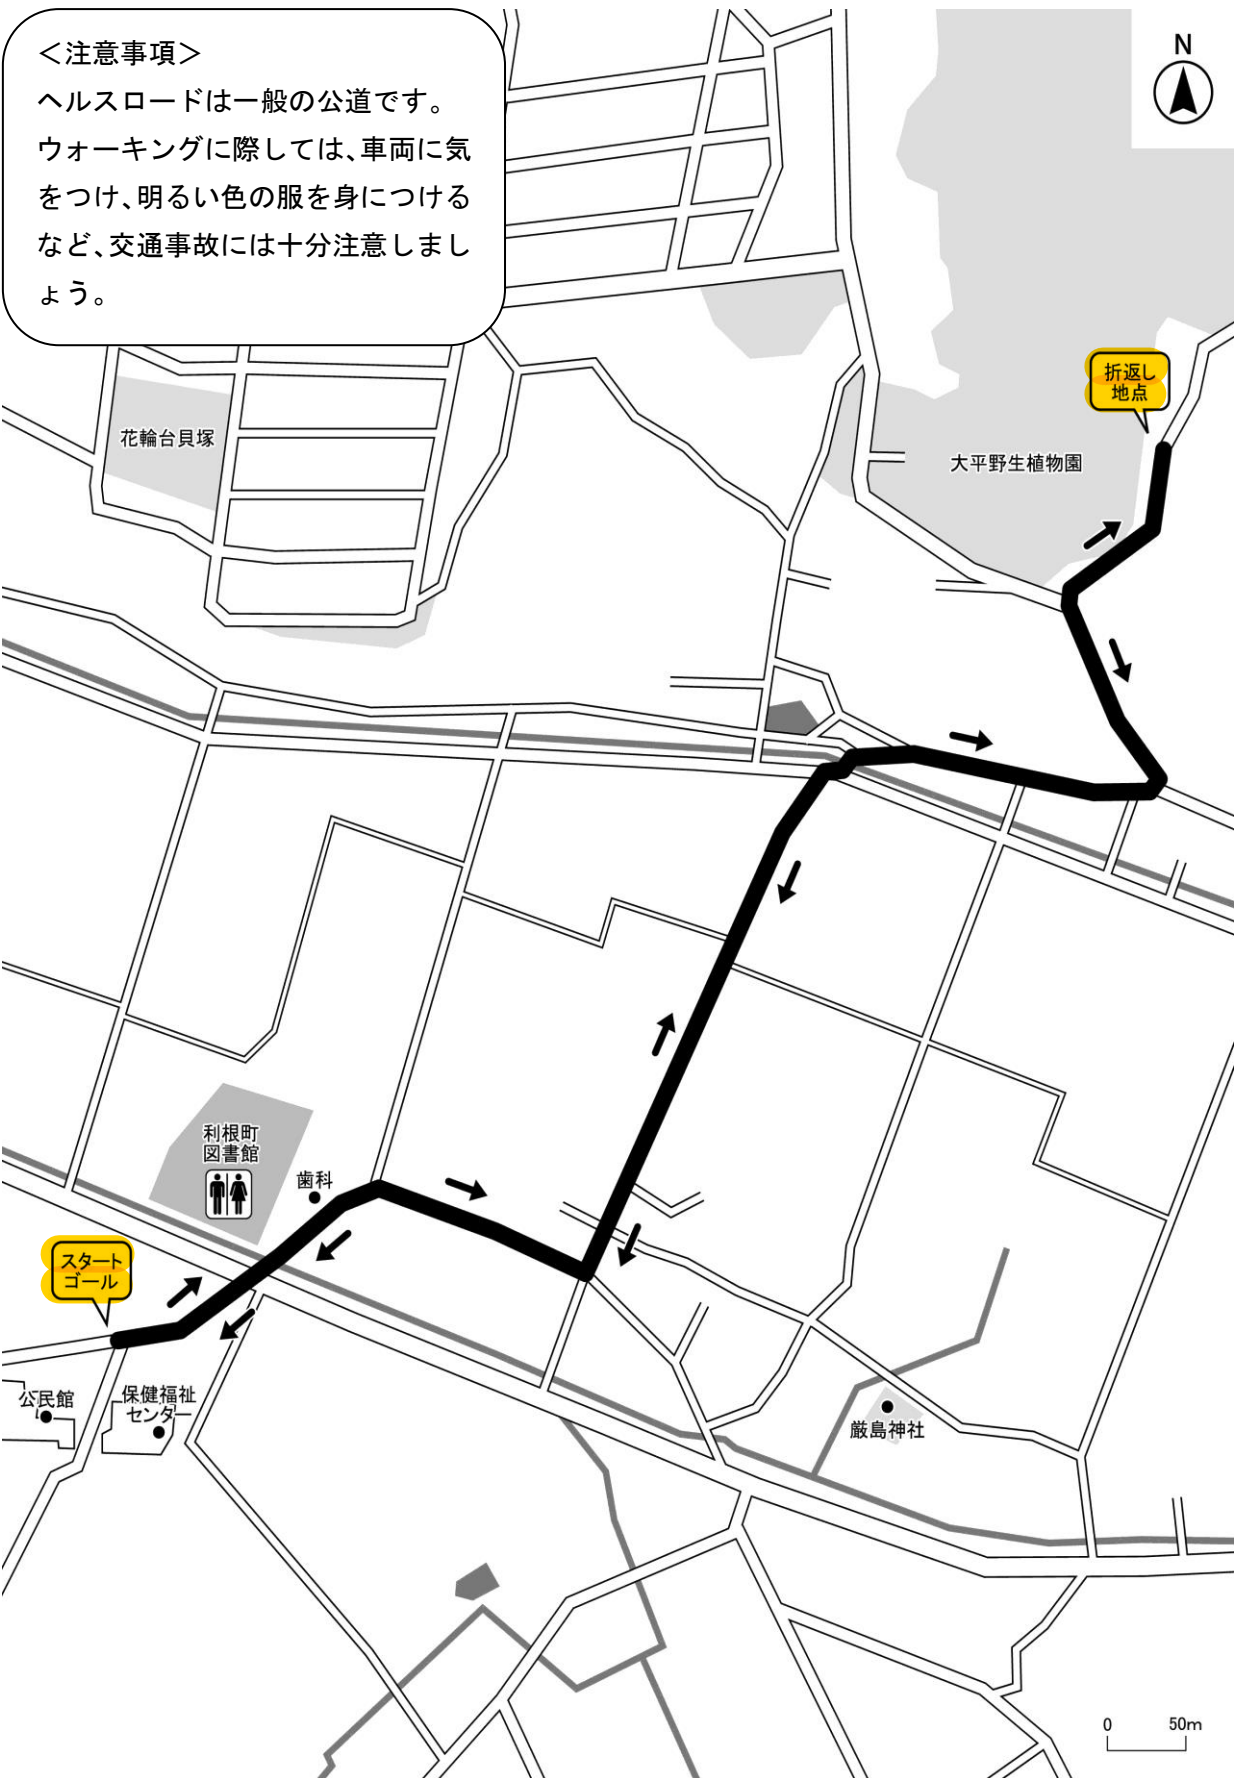 <注意事項>
ヘルスロードは一般の公道です。
ウォーキングに際しては、車両に気
をつけ、明るい色の服を身につける
など、交通事故には十分注意しまし
ょう。
N
折返し
地点
花輪台貝塚
大平野生植物園
利根町
図書館
歯科
スタート
ゴール
公民館
保健福祉
センター
厳島神社
0 50m